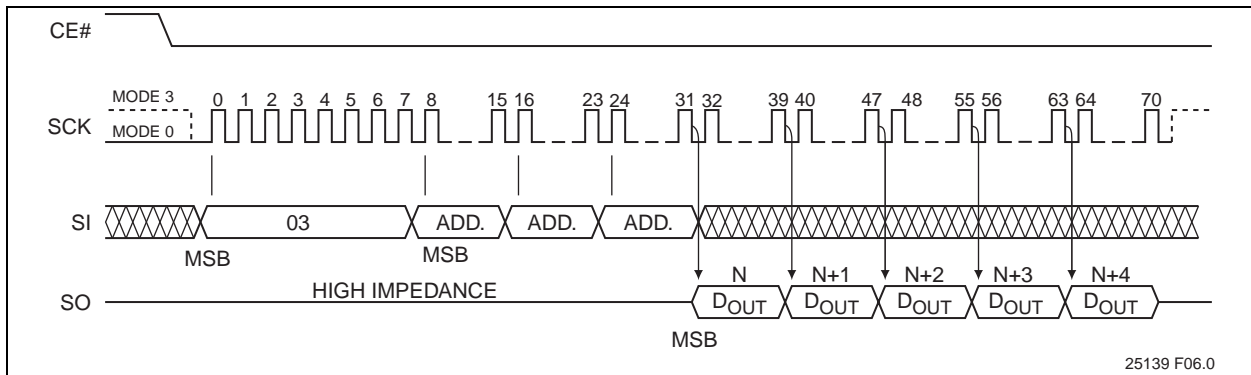 CE#
MODE 3
SCK
MODE 0
0 1 2 3 4 5 6 7 8 15 16 23 24 31 32 39 40 47 48 55 56 63 64 70
SI
03 ADD. ADD. ADD.
MSB MSB
HIGH IMPEDANCE
N N+1 N+2 N+3 N+4
SO
DOUT DOUT DOUT DOUT DOUT
MSB
25139 F06.0